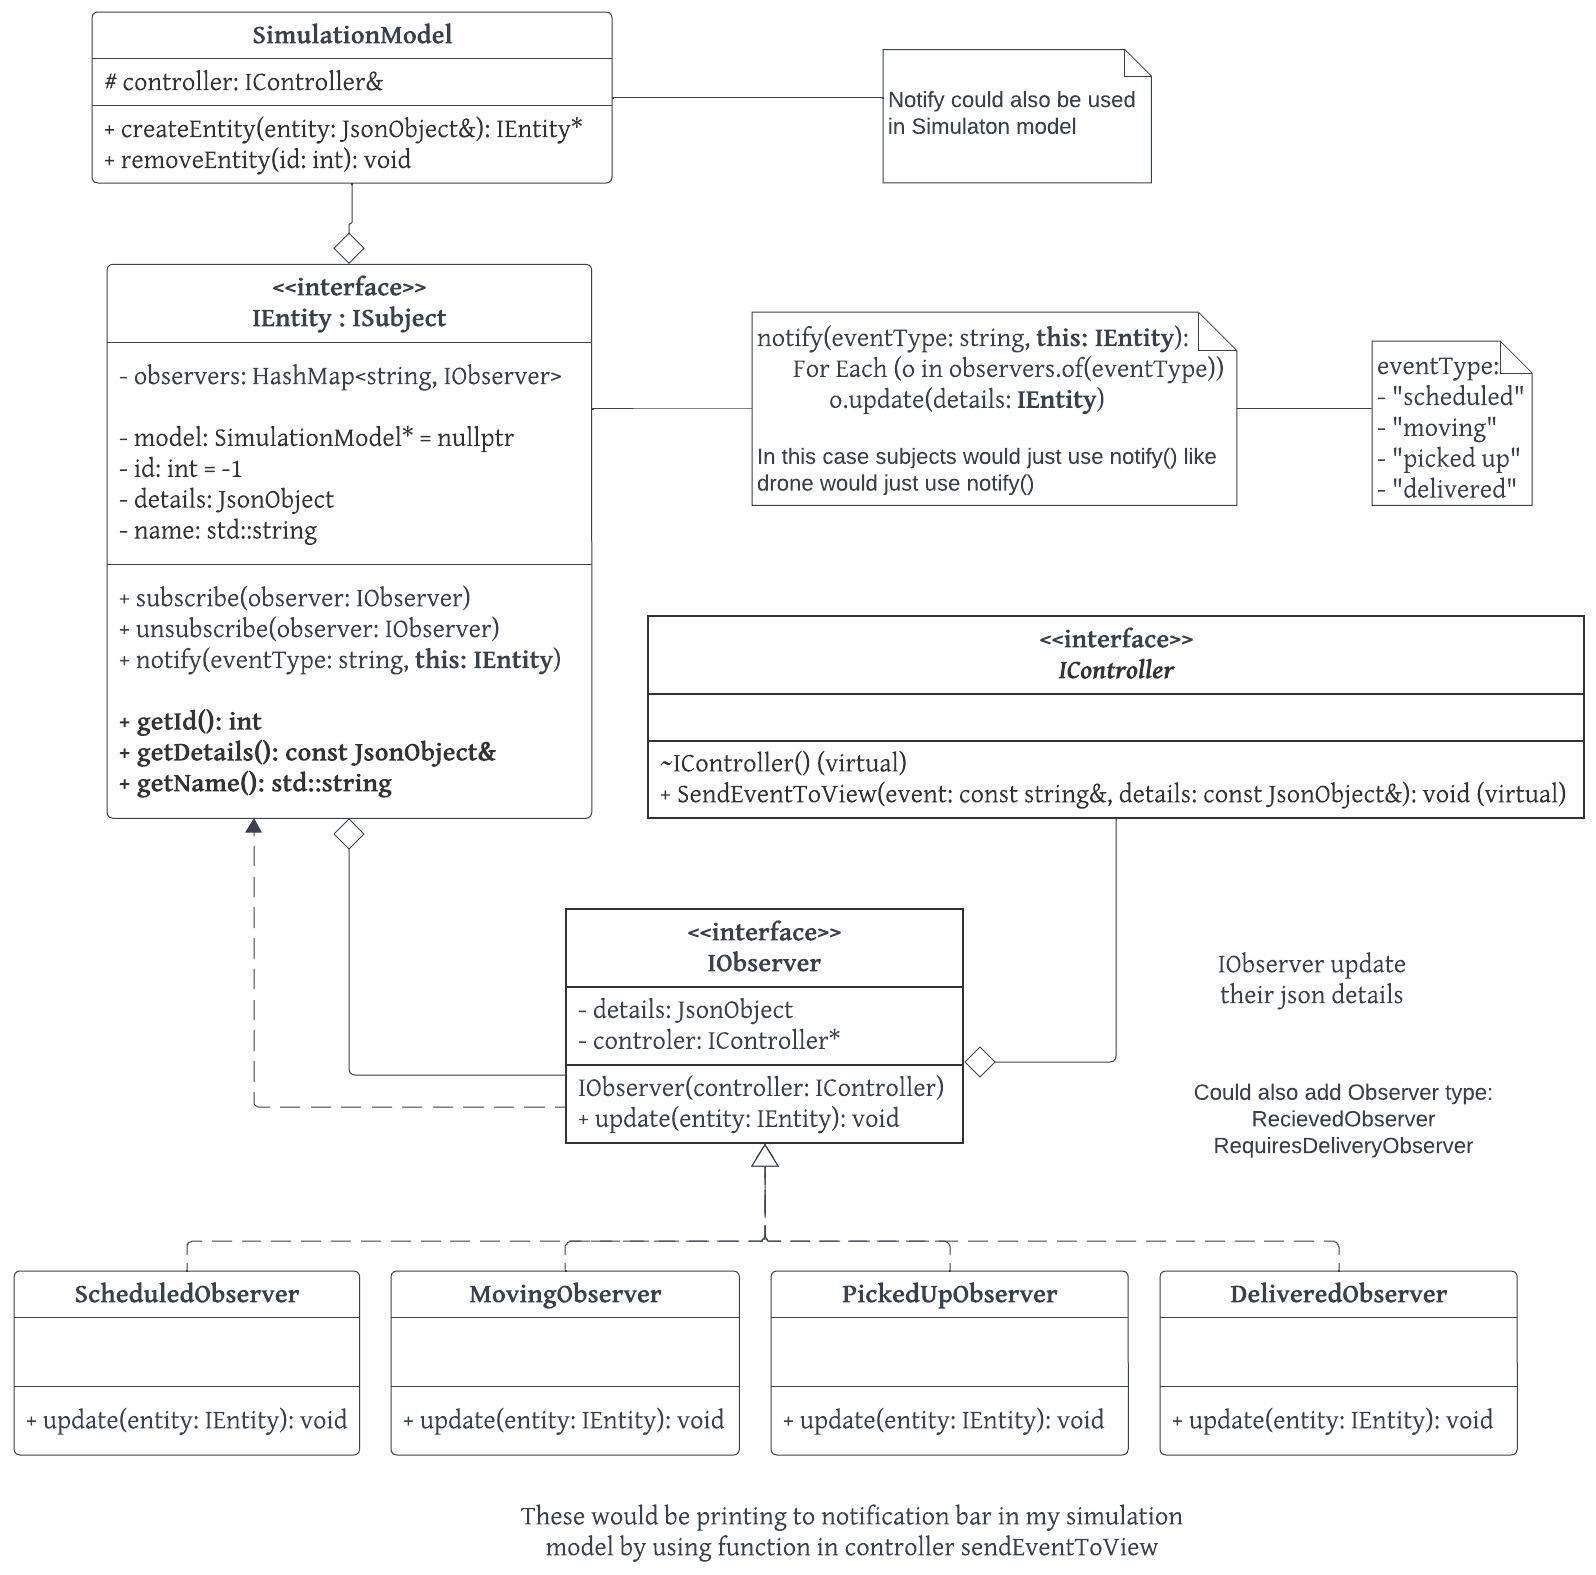 SimulationModel
# controller: IController&
+ createEntity(entity: JsonObject&): IEntity*
+ removeEntity(id: int): void
Notify could also be used
in Simulaton model
<<interface>>
IEntity : ISubject
- observers: HashMap<string, IObserver>
- model: SimulationModel* = nullptr
- id: int = -1
- details: JsonObject
- name: std::string
+ subscribe(observer: IObserver)
+ unsubscribe(observer: IObserver)
+ notify(eventType: string, this: IEntity)
+ getId(): int
+ getDetails(): const JsonObject&
+ getName(): std::string
notify(eventType: string, this: IEntity):
For Each (o in observers.of(eventType))
o.update(details: IEntity)
In this case subjects would just use notify() like
drone would just use notify()
eventType:
- "scheduled"
- "moving"
- "picked up"
- "delivered"
<<interface>>
IController
~IController() (virtual)
+ SendEventToView(event: const string&, details: const JsonObject&): void (virtual)
<<interface>>
IObserver
- details: JsonObject
- controler: IController*
IObserver(controller: IController)
+ update(entity: IEntity): void
IObserver update
their json details
Could also add Observer type:
RecievedObserver
RequiresDeliveryObserver
ScheduledObserver
+ update(entity: IEntity): void
MovingObserver
+ update(entity: IEntity): void
PickedUpObserver
+ update(entity: IEntity): void
DeliveredObserver
+ update(entity: IEntity): void
These would be printing to notification bar in my simulation
model by using function in controller sendEventToView